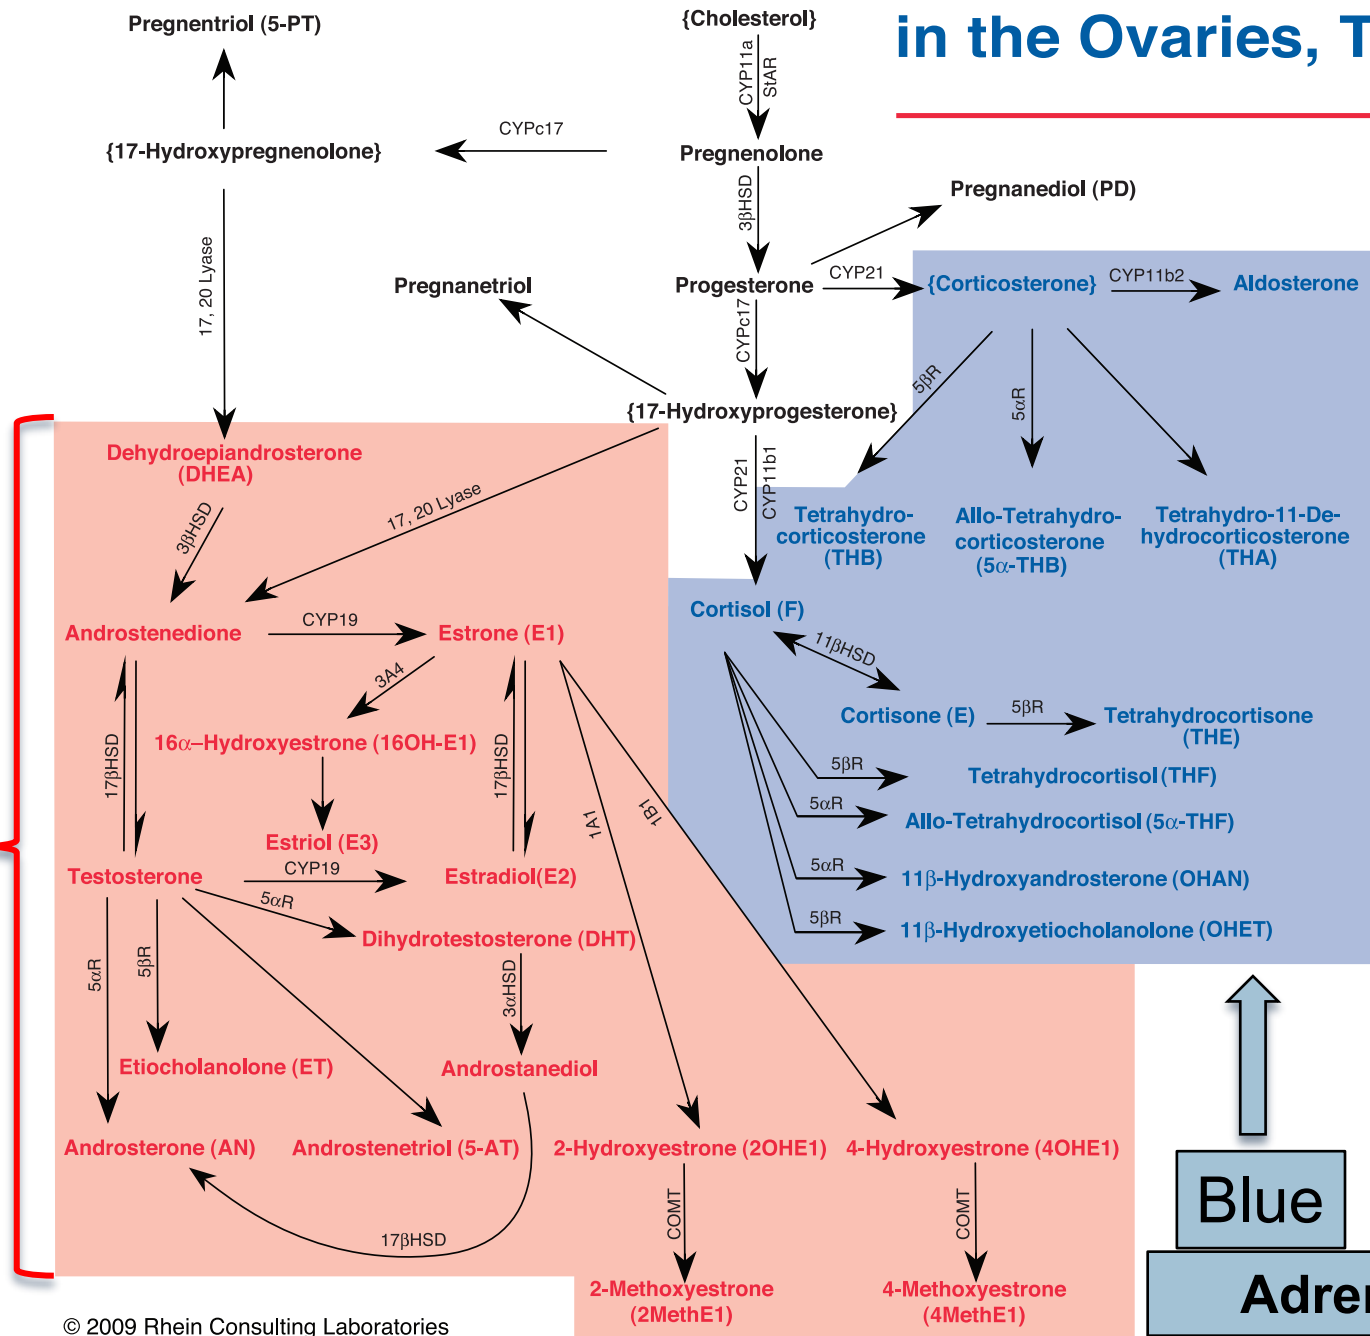 in the Ovaries, T
Pregnentriol (5-PT)
{Cholesterol}
CYP11a
StAR
{17-Hydroxypregnenolone}
CYPc17
Pregnenolone
3βHSD
Pregnanediol (PD)
17, 20 Lyase
Pregnanetriol
Progesterone
CYP21
{Corticosterone}
CYP11b2
Aldosterone
CYPc17
5βR
5αR
{17-Hydroxyprogesterone}
Dehydroepiandrosterone
(DHEA)
17, 20 Lyase
CYP21
CYP11b1
Tetrahydro-
corticosterone
(THB)
Allo-Tetrahydro-
corticosterone
(5α-THB)
Tetrahydro-11-De-
hydrocorticosterone
(THA)
3βHSD
Cortisol (F)
Androstenedione
CYP19
Estrone (E1)
11βHSD
3A4
Cortisone (E)
5βR
Tetrahydrocortisone
(THE)
17βHSD
16α–Hydroxyestrone (16OH-E1)
17βHSD
5βR
Tetrahydrocortisol (THF)
1A1
1B1
5αR
Allo-Tetrahydrocortisol (5α-THF)
Estriol (E3)
Testosterone
CYP19
Estradiol(E2)
5αR
11β-Hydroxyandrosterone (OHAN)
5αR
5βR
11β-Hydroxyetiocholanolone (OHET)
Dihydrotestosterone (DHT)
5αR
5βR
3αHSD
Etiocholanolone (ET)
Androstanediol
Androsterone (AN)
Androstenetriol (5-AT)
2-Hydroxyestrone (2OHE1)
4-Hydroxyestrone (4OHE1)
17βHSD
COMT
COMT
Blue
2-Methoxyestrone
(2MethE1)
4-Methoxyestrone
(4MethE1)
Adre
© 2009 Rhein Consulting Laboratories